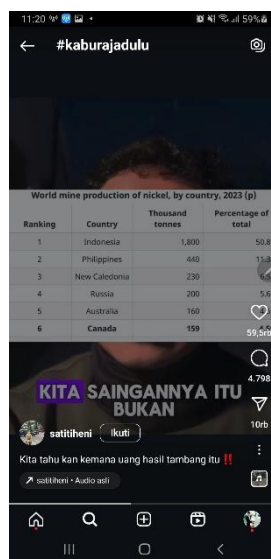 11:20
59%
#kaburajadulu
World mine production of nickel, by country, 2023 (p)
Ranking Country Thousand tonnes Percentage of total
1 Indonesia 1,800 50.8
2 Philippines 440 11.3
3 New Caledonia 230
4 Russia 200 5.6
5 Australia 160
6 Canada 159
59,5rb
4.798
KITA SAINGANNYA ITU
BUKAN
10rb
satitiheni Ikuti
Kita tahu kan kemana uang hasil tambang itu ‼️
satitiheni • Audio asli